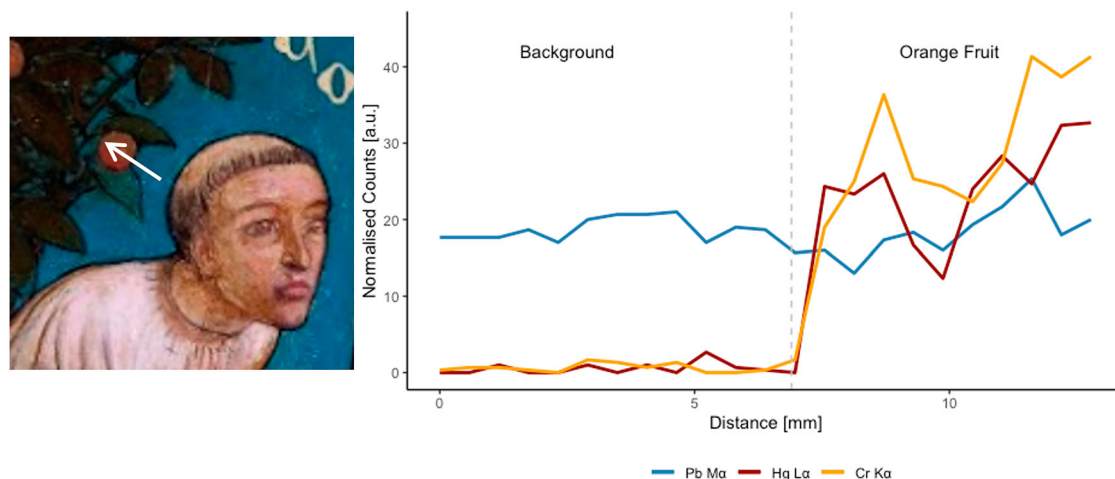 Background
Orange Fruit
Normalised Counts [a.u.]
40
30
20
10
0
0
5
10
Distance [mm]
Pb Mα Hg Lα Cr Kα